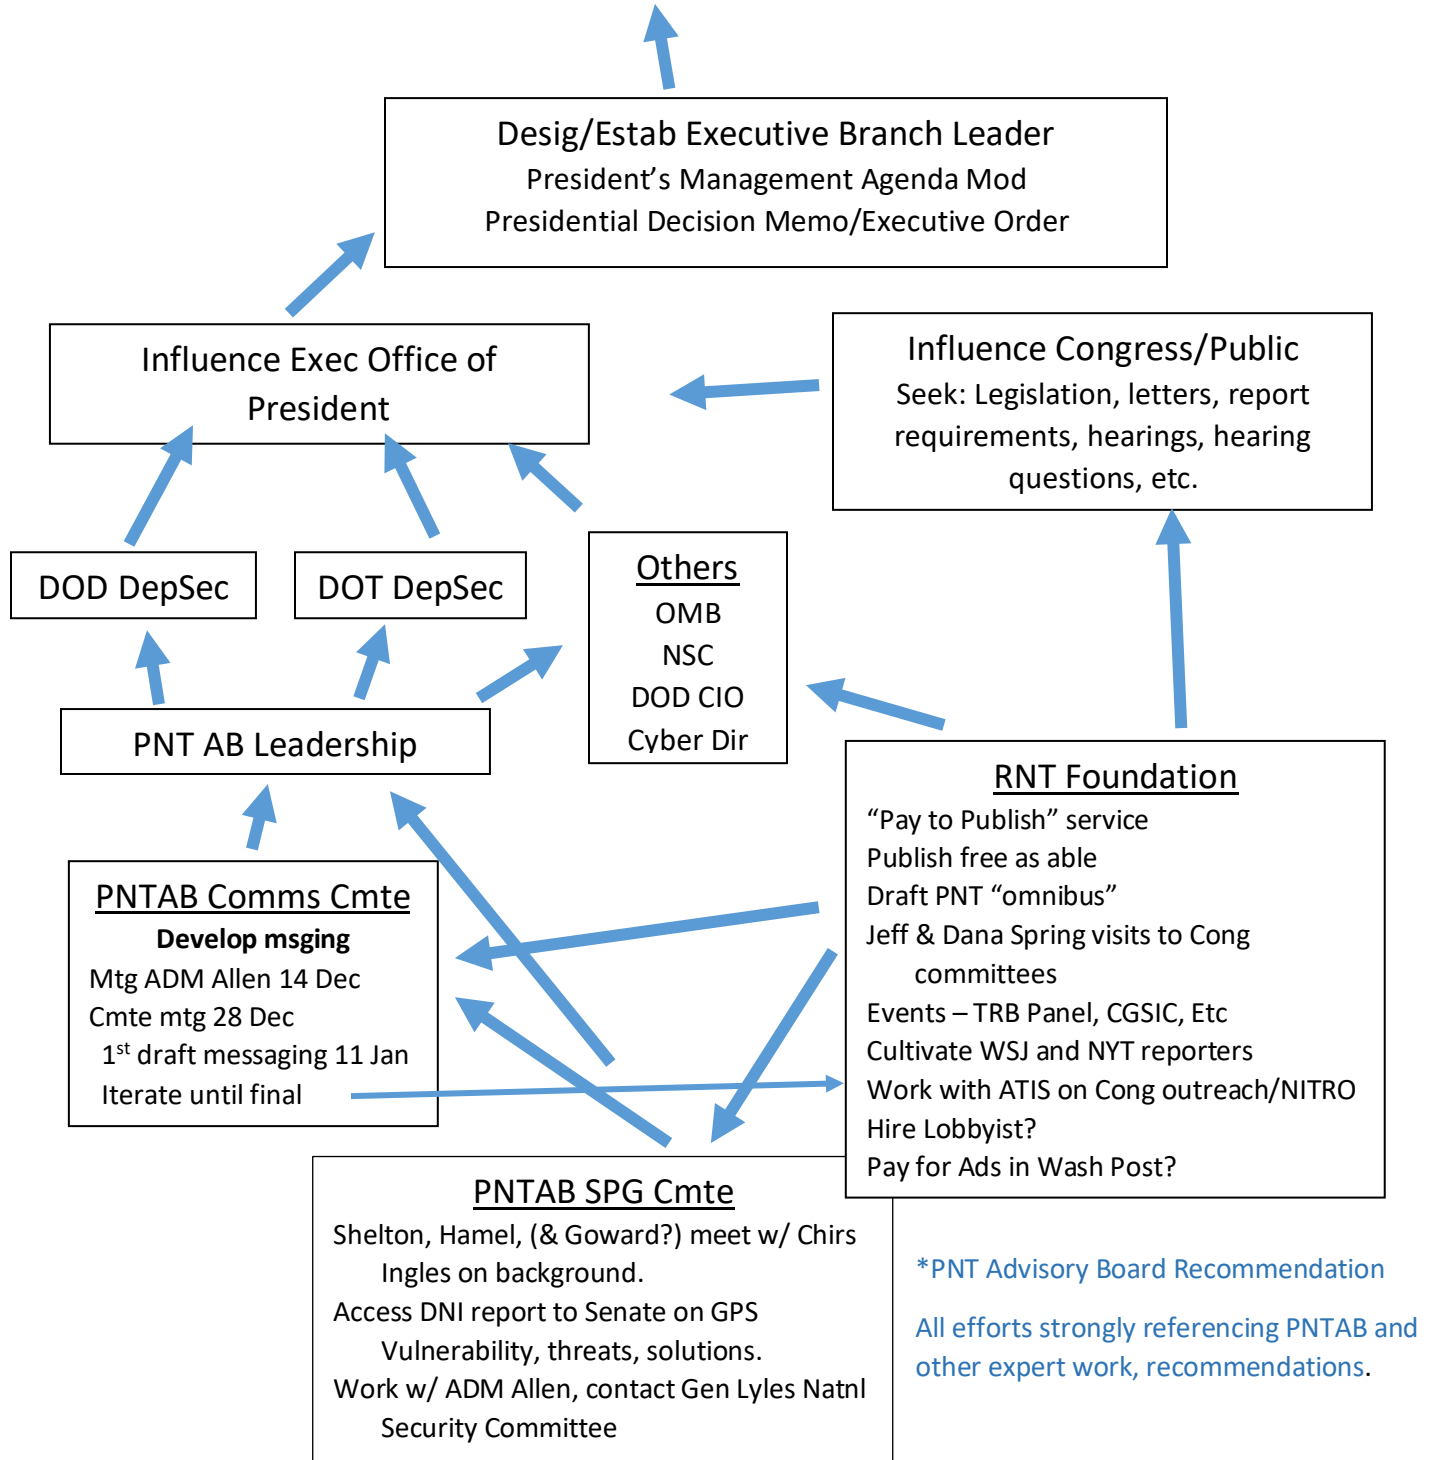 Desig/Estab Executive Branch Leader
President’s Management Agenda Mod
Presidential Decision Memo/Executive Order
Influence Exec Office of
President
Influence Congress/Public
Seek: Legislation, letters, report
requirements, hearings, hearing
questions, etc.
DOD DepSec
DOT DepSec
Others
OMB
NSC
DOD CIO
Cyber Dir
PNT AB Leadership
RNT Foundation
“Pay to Publish” service
Publish free as able
Draft PNT “omnibus”
Jeff & Dana Spring visits to Cong
committees
Events – TRB Panel, CGSIC, Etc
Cultivate WSJ and NYT reporters
Work with ATIS on Cong outreach/NITRO
Hire Lobbyist?
Pay for Ads in Wash Post?
PNTAB Comms Cmte
Develop msging
Mtg ADM Allen 14 Dec
Cmte mtg 28 Dec
1st draft messaging 11 Jan
Iterate until final
PNTAB SPG Cmte
Shelton, Hamel, (& Goward?) meet w/ Chirs
Ingles on background.
Access DNI report to Senate on GPS
Vulnerability, threats, solutions.
Work w/ ADM Allen, contact Gen Lyles Natnl
Security Committee
*PNT Advisory Board Recommendation
All efforts strongly referencing PNTAB and
other expert work, recommendations.